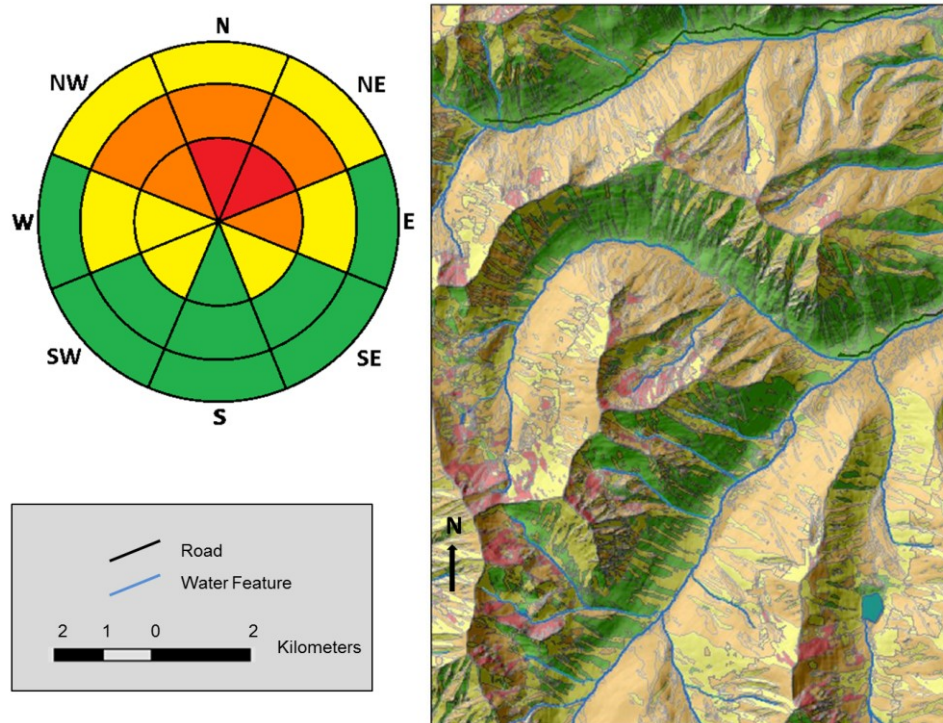 N
NW
NE
W
E
SW
SE
S
Road
Water Feature
2 1 0 2
Kilometers
N